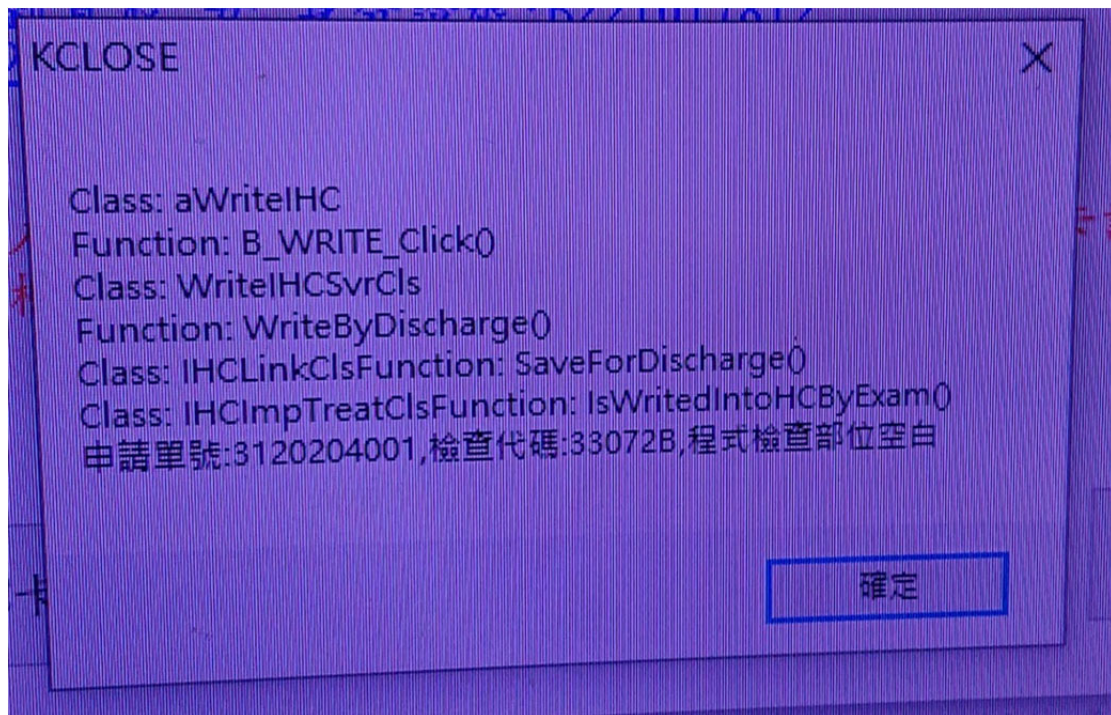 KCLOSE
Class: aWriteIHC
Function: B_WRITE_Click()
Class: WriteIHCSvrCls
Function: WriteByDischarge()
Class: IHCLinkClsFunction: SaveForDischarge()
Class: IHCImpTreatClsFunction: IsWritedIntoHCByExam()
申請單號:3120204001,檢查代碼:33072B,程式檢查部位空白
確定